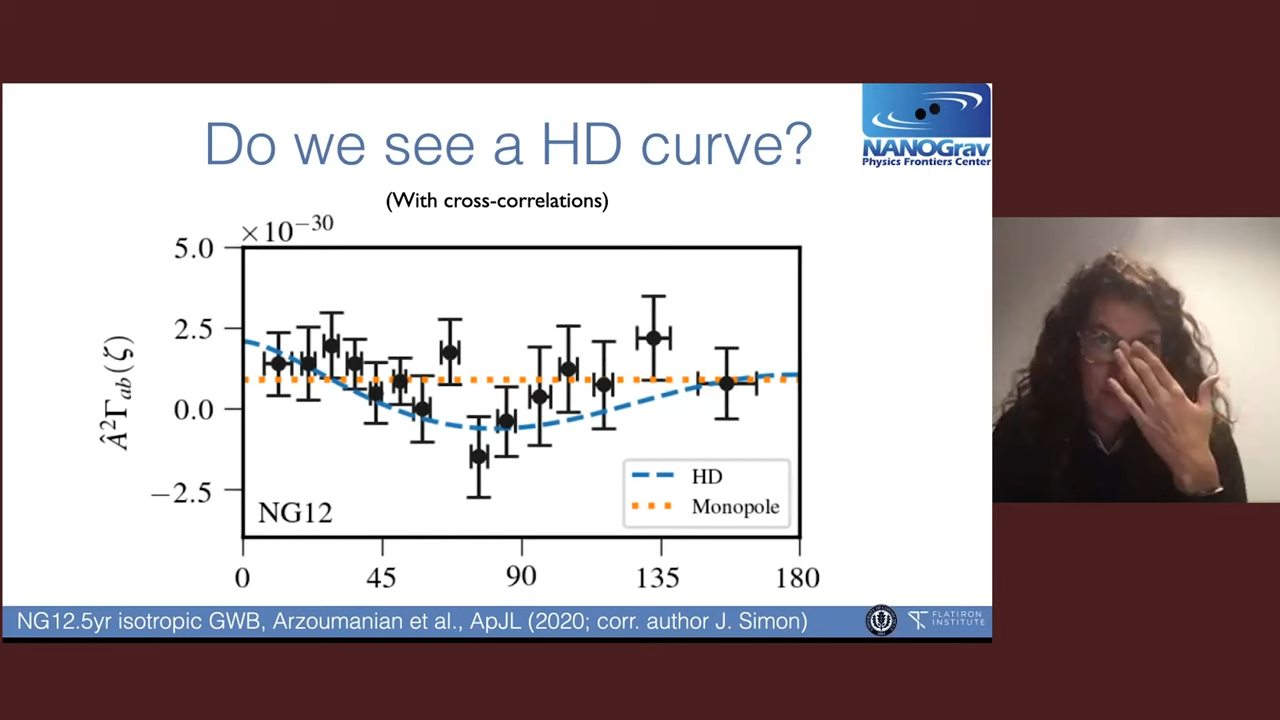 Do we see a HD curve?
NANOGrav
Physics Frontiers Center
(With cross-correlations)
×10⁻³⁰
5.0
2.5
0.0
−2.5
Â²Γab(ζ)
HD
Monopole
NG12
0 45 90 135 180
NG12.5yr isotropic GWB, Arzoumanian et al., ApJL (2020; corr. author J. Simon)
FLATIRON
INSTITUTE